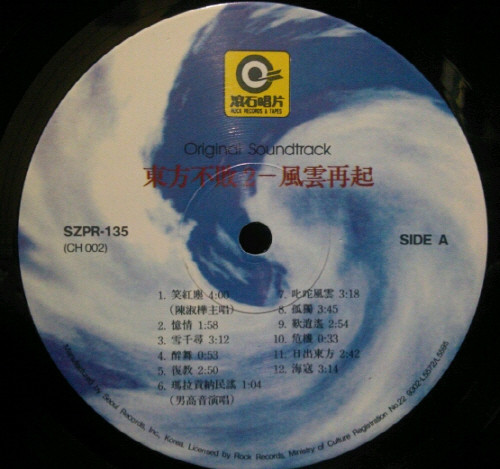 滾石唱片
ROCK RECORDS & TAPES
Original Soundtrack
東方不敗之一風雲再起
SZPR-135
(CH 002)
SIDE A
1. 笑紅塵 4:00
(陳淑樺主唱)
2. 憶情 1:58
3. 雪千尋 3:12
4. 醉舞 0:53
5. 復教 2:50
6. 瑪拉貢納民謠 1:04
(男高音演唱)
7. 叱咤風雲 3:18
8. 孤獨 3:45
9. 歎逍遙 2:54
10. 危機 0:33
11. 日出東方 2:42
12. 海寇 3:14
Manufactured by Seoul Records, Inc., Korea. Licensed by Rock Records, Ministry of Culture Registration No.22